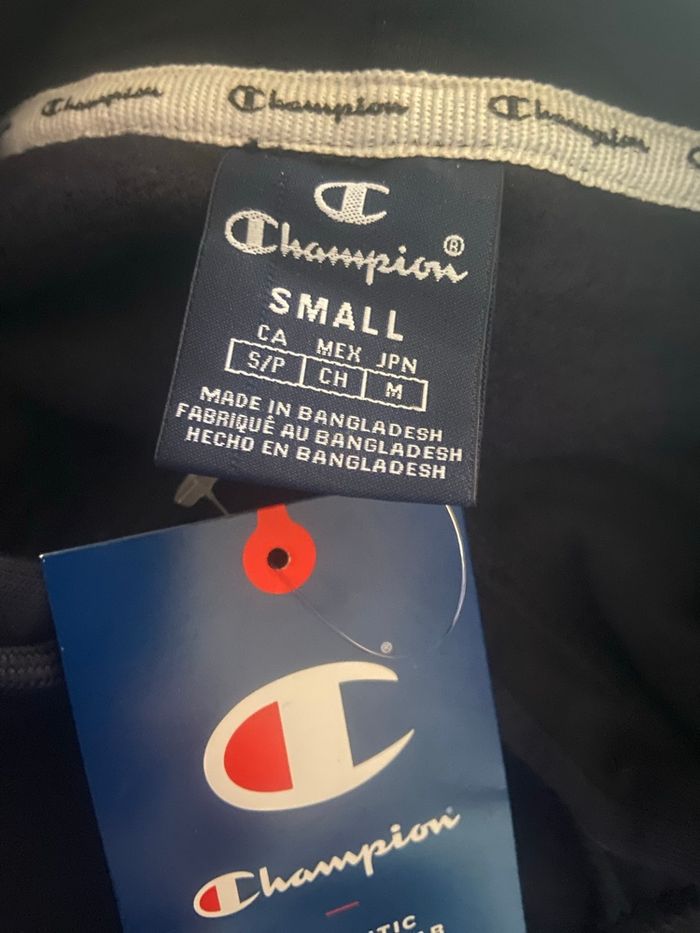 Champion Champion Champion
Champion®
SMALL
CA MEX JPN
S/P CH M
MADE IN BANGLADESH
FABRIQUÉ AU BANGLADESH
HECHO EN BANGLADESH
®
Champion